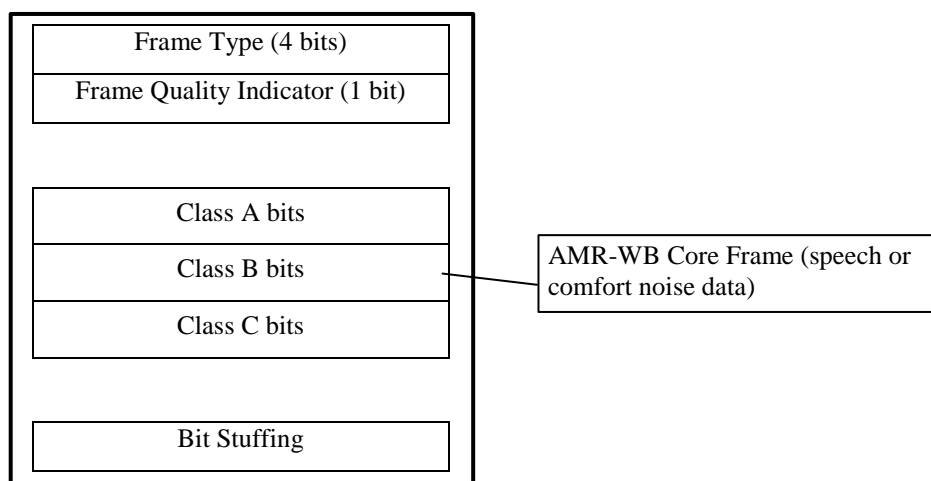 Frame Type (4 bits)
Frame Quality Indicator (1 bit)
Class A bits
Class B bits
Class C bits
AMR-WB Core Frame (speech or
comfort noise data)
Bit Stuffing